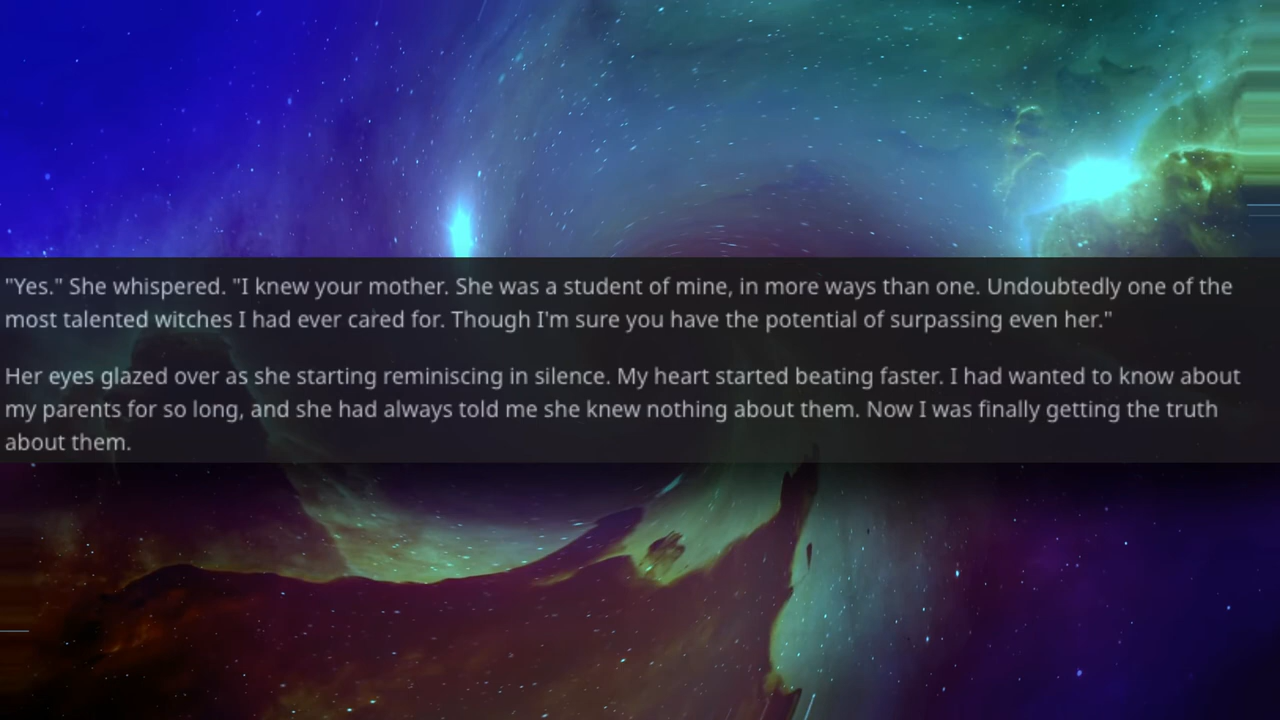 "Yes." She whispered. "I knew your mother. She was a student of mine, in more ways than one. Undoubtedly one of the
most talented witches I had ever cared for. Though I'm sure you have the potential of surpassing even her."
Her eyes glazed over as she starting reminiscing in silence. My heart started beating faster. I had wanted to know about
my parents for so long, and she had always told me she knew nothing about them. Now I was finally getting the truth
about them.